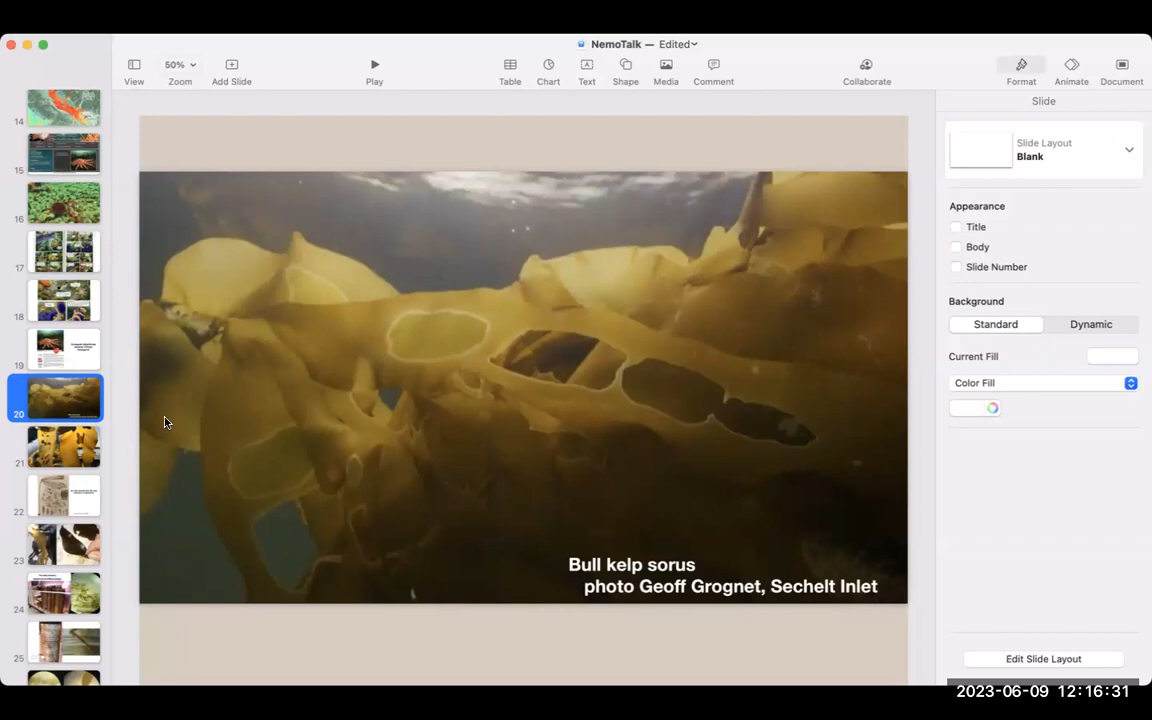 NemoTalk — Edited
50%
View
Zoom
Add Slide
Play
Table
Chart
Text
Shape
Media
Comment
Collaborate
Format
Animate
Document
14
15
16
17
18
19
20
21
22
23
24
25
Bull kelp sorus
photo Geoff Grognet, Sechelt Inlet
Slide
Slide Layout
Blank
Appearance
Title
Body
Slide Number
Background
Standard
Dynamic
Current Fill
Color Fill
Edit Slide Layout
2023-06-09 12:16:31